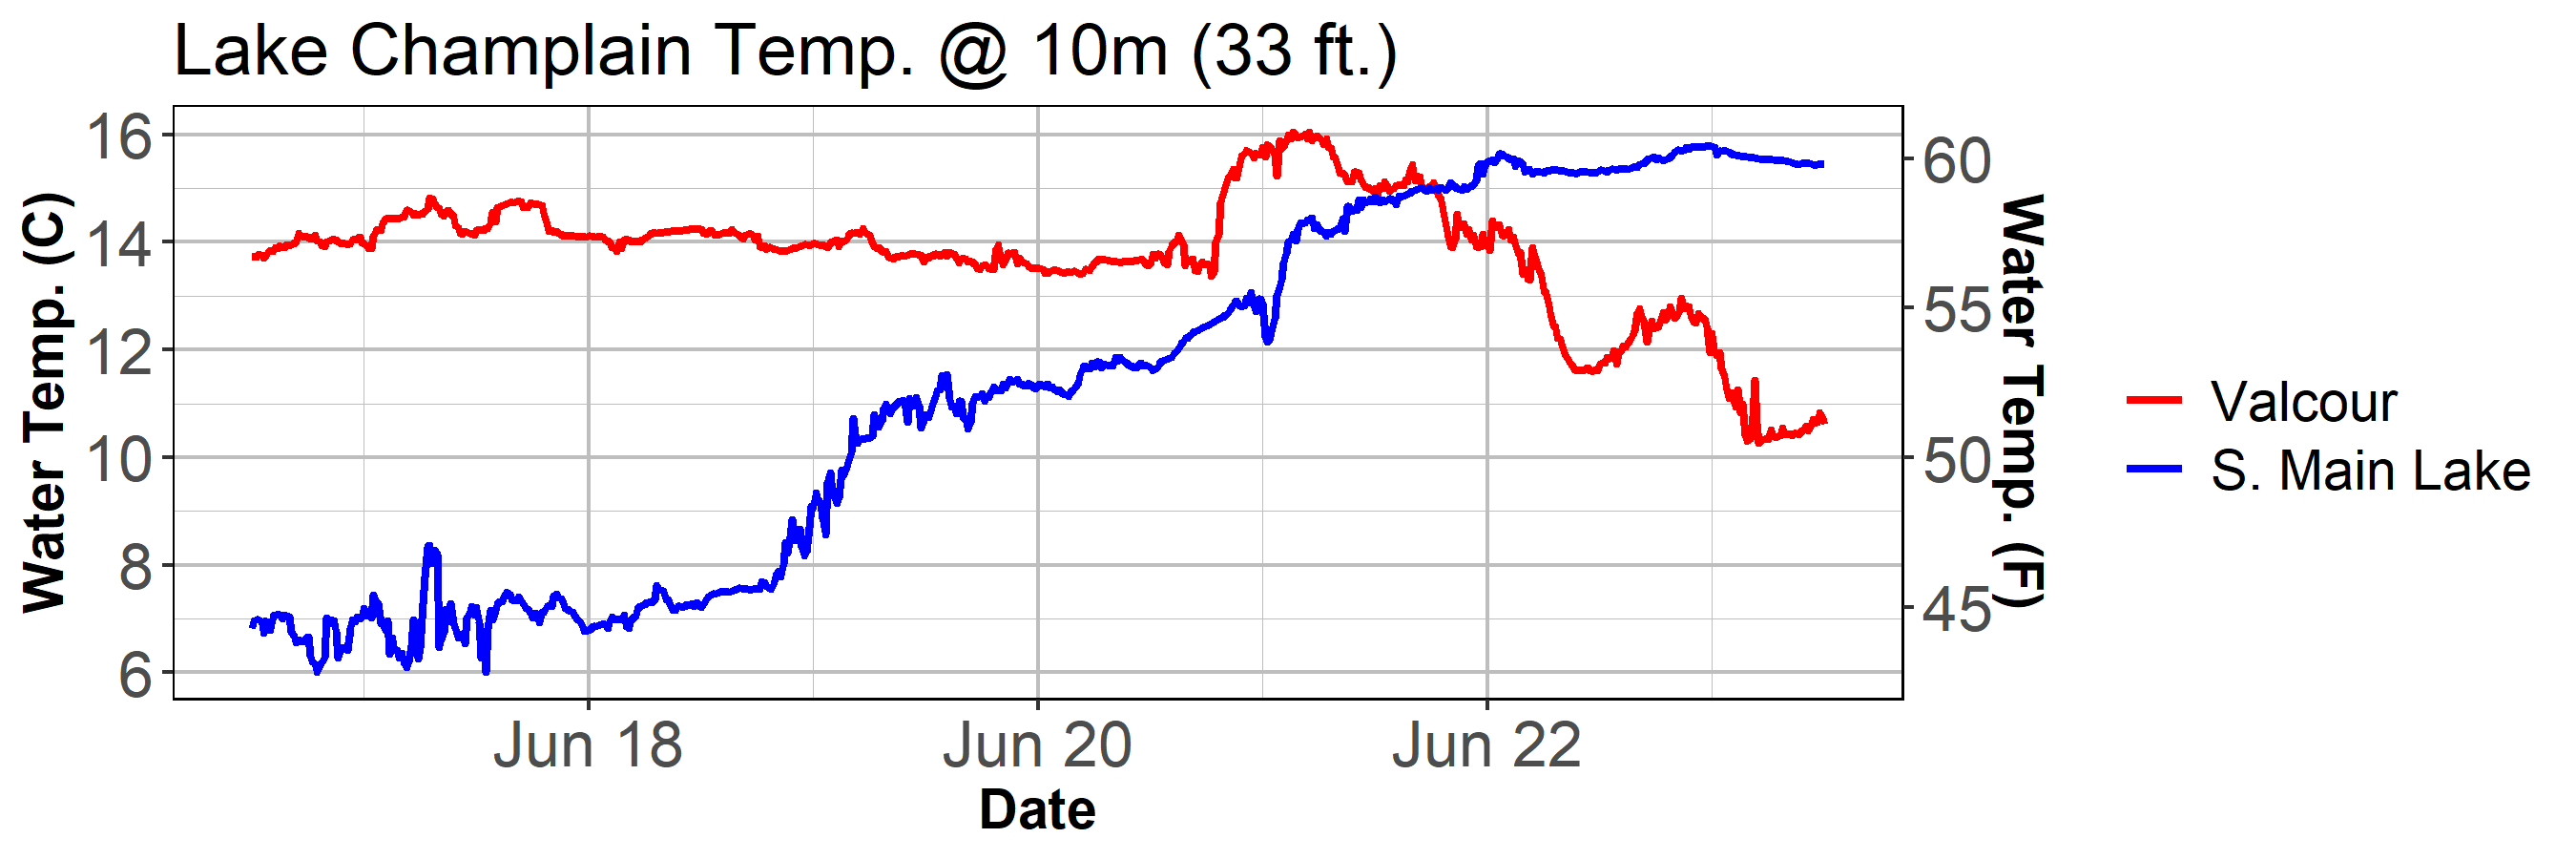 Lake Champlain Temp. @ 10m (33 ft.)
Water Temp. (C)
16
14
12
10
8
6
60
55
50
45
Water Temp. (F)
Jun 18
Jun 20
Jun 22
Date
Valcour
S. Main Lake